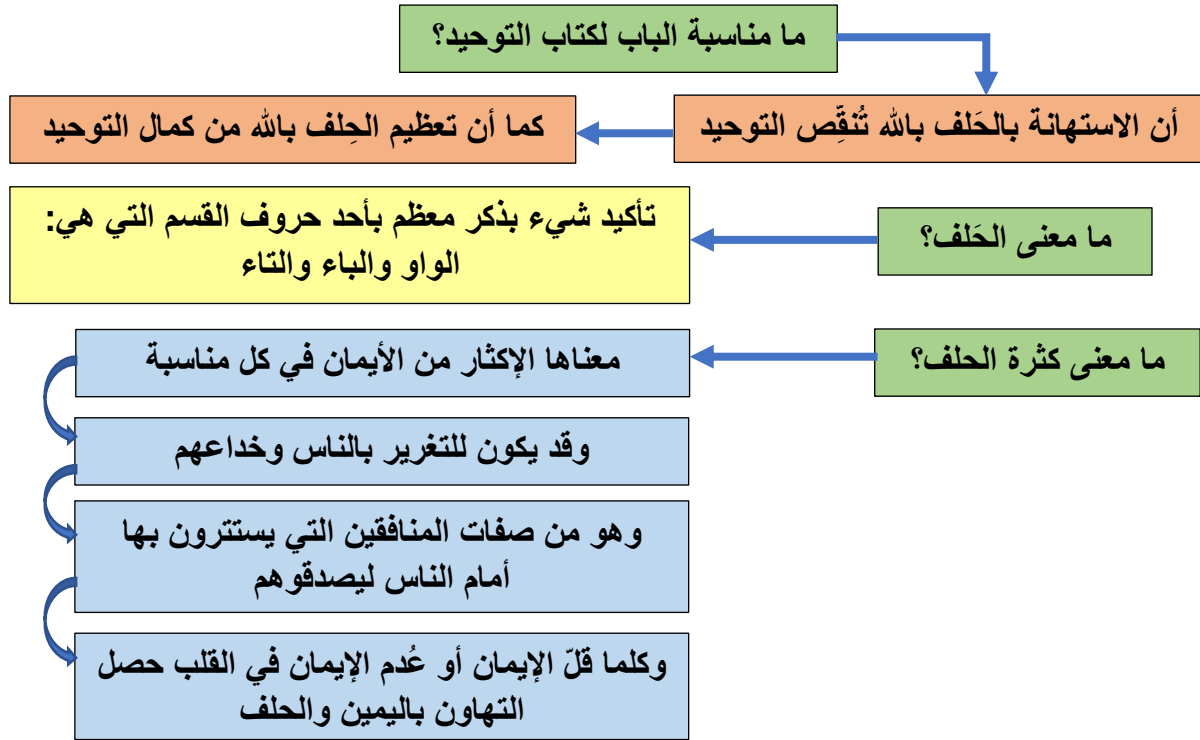 ما مناسبة الباب لكتاب التوحيد؟
أن الاستهانة بالحَلف بالله تُنقِّص التوحيد
كما أن تعظيم الحِلف بالله من كمال التوحيد
ما معنى الحَلف؟
تأكيد شيء بذكر معظم بأحد حروف القسم التي هي:
الواو والباء والتاء
ما معنى كثرة الحلف؟
معناها الإكثار من الأيمان في كل مناسبة
وقد يكون للتغرير بالناس وخداعهم
وهو من صفات المنافقين التي يستترون بها
أمام الناس ليصدقوهم
وكلما قلّ الإيمان أو عُدم الإيمان في القلب حصل
التهاون باليمين والحلف